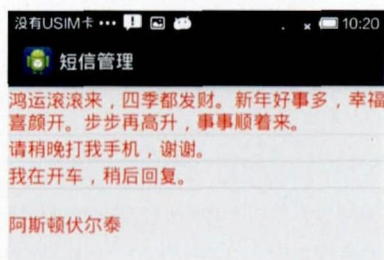 没有USIM卡 ••• 10:20
短信管理
鸿运滚滚来，四季都发财。新年好事多，幸福
喜颜开。步步再高升，事事顺着来。
请稍晚打我手机，谢谢。
我在开车，稍后回复。
阿斯顿伏尔泰